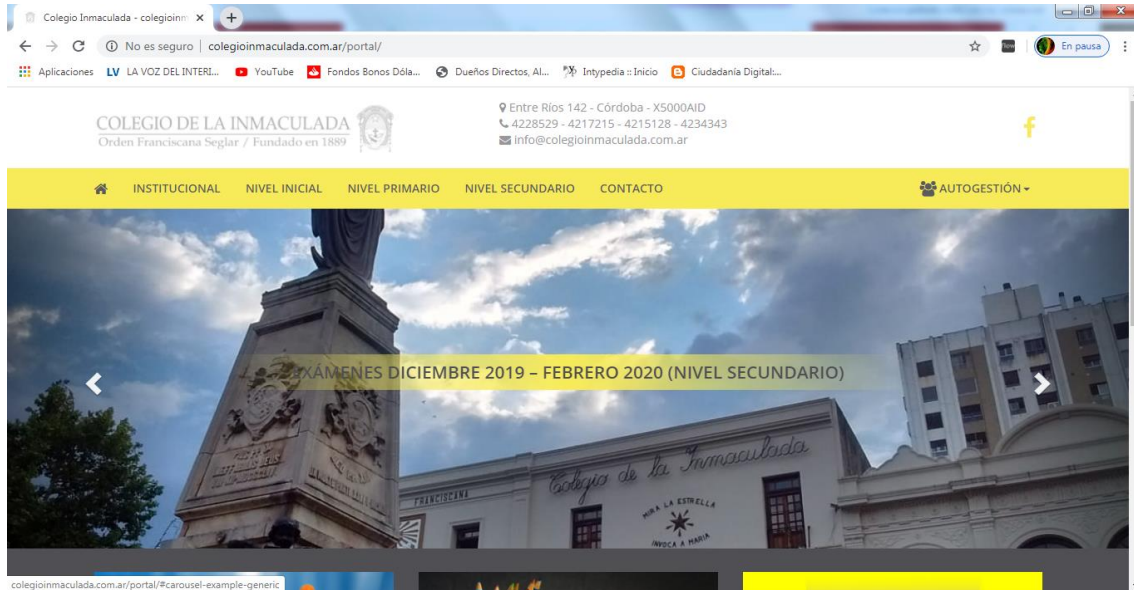 Colegio Inmaculada - colegioinm
No es seguro | colegioinmaculada.com.ar/portal/
En pausa
Aplicaciones LV LA VOZ DEL INTERI... YouTube Fondos Bonos Dóla... Dueños Directos, Al... Intypedia :: Inicio Ciudadanía Digital:...
COLEGIO DE LA INMACULADA
Orden Franciscana Seglar / Fundado en 1889
Entre Ríos 142 - Córdoba - X5000AID
4228529 - 4217215 - 4215128 - 4234343
info@colegioinmaculada.com.ar
INSTITUCIONAL NIVEL INICIAL NIVEL PRIMARIO NIVEL SECUNDARIO CONTACTO AUTOGESTIÓN
EXÁMENES DICIEMBRE 2019 – FEBRERO 2020 (NIVEL SECUNDARIO)
Colegio de la Inmaculada
FRANCISCANA
MIRA LA ESTRELLA
INVOCA A MARIA
colegioinmaculada.com.ar/portal/#carousel-example-generic